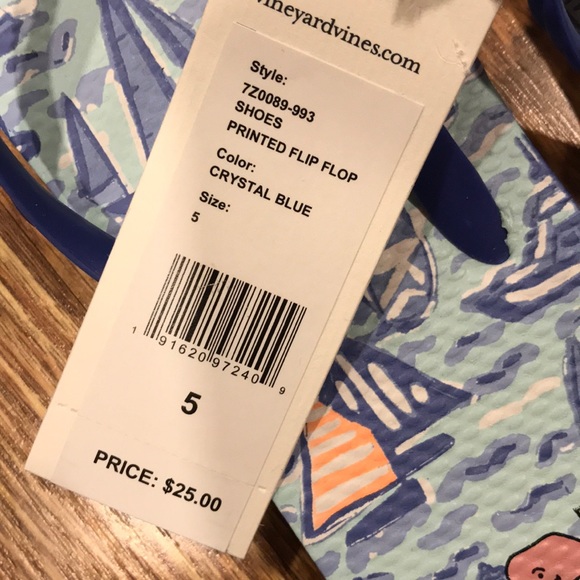 vineyardvines.com
Style:
7Z0089-993
SHOES
PRINTED FLIP FLOP
Color:
CRYSTAL BLUE
Size:
5
1 91620 97240 9
5
PRICE: $25.00